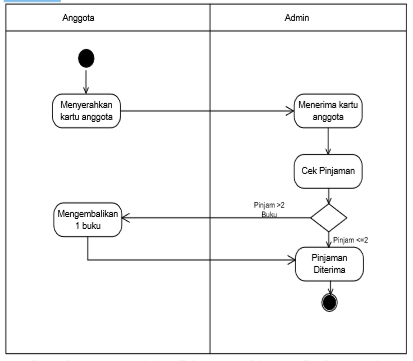 Anggota
Admin
Menyerahkan
kartu anggota
Menerima kartu
anggota
Cek Pinjaman
Pinjam >2
Buku
Mengembalikan
1 buku
Pinjam <=2
Pinjaman
Diterima